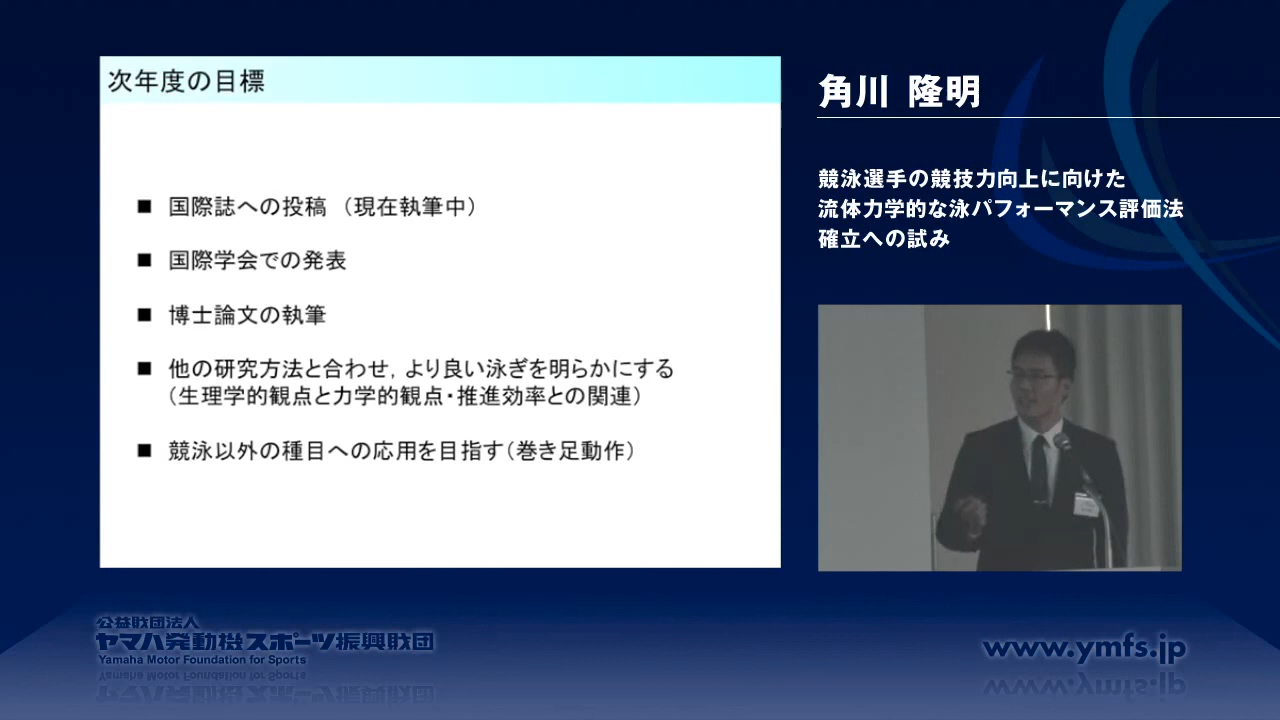 次年度の目標
■ 国際誌への投稿 （現在執筆中）
■ 国際学会での発表
■ 博士論文の執筆
■ 他の研究方法と合わせ，より良い泳ぎを明らかにする
（生理学的観点と力学的観点・推進効率との関連）
■ 競泳以外の種目への応用を目指す（巻き足動作）
角川 隆明
競泳選手の競技力向上に向けた
流体力学的な泳パフォーマンス評価法
確立への試み
公益財団法人
ヤマハ発動機スポーツ振興財団
Yamaha Motor Foundation for Sports
www.ymfs.jp